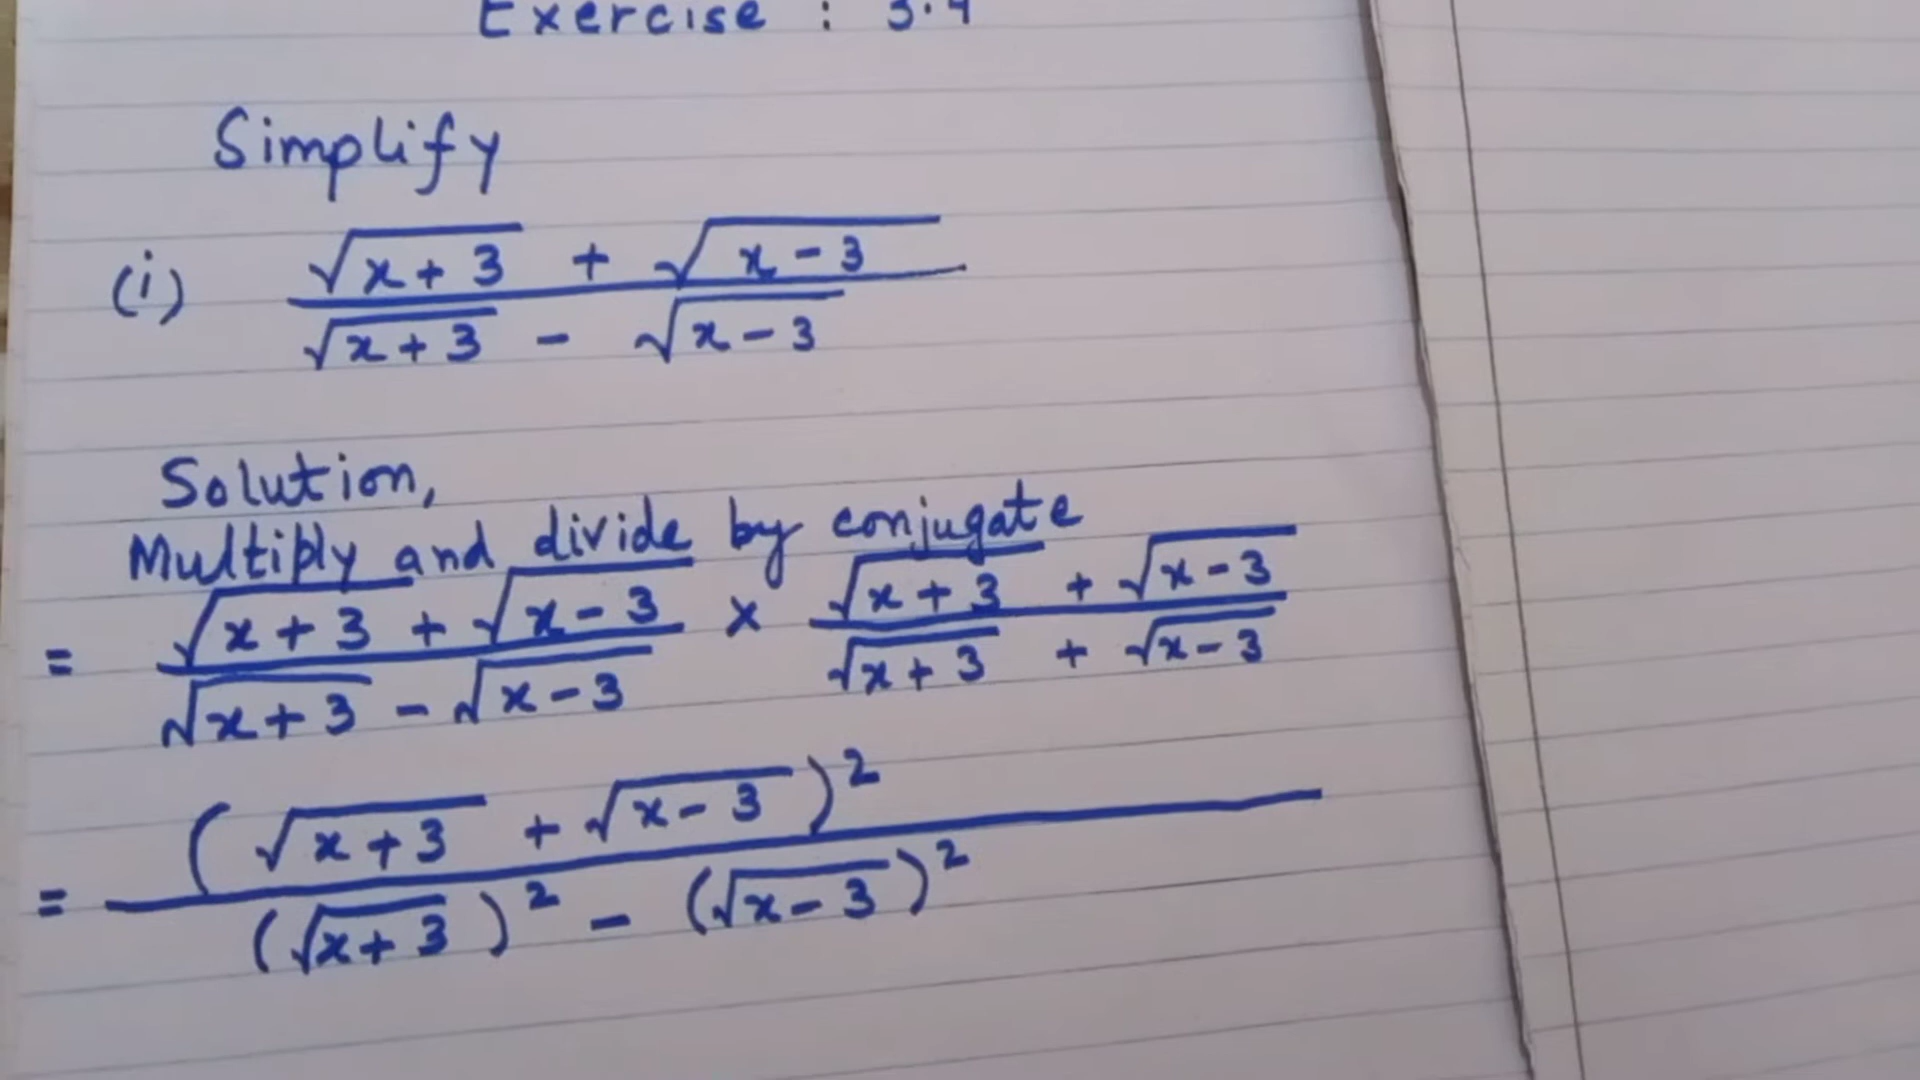 Exercise : 3.4
Simplify
(i) (√(x+3) + √(x-3)) / (√(x+3) - √(x-3))
Solution,
Multiply and divide by conjugate
= (√(x+3) + √(x-3)) / (√(x+3) - √(x-3)) × (√(x+3) + √(x-3)) / (√(x+3) + √(x-3))
= (√(x+3) + √(x-3))² / ((√(x+3))² - (√(x-3))²)